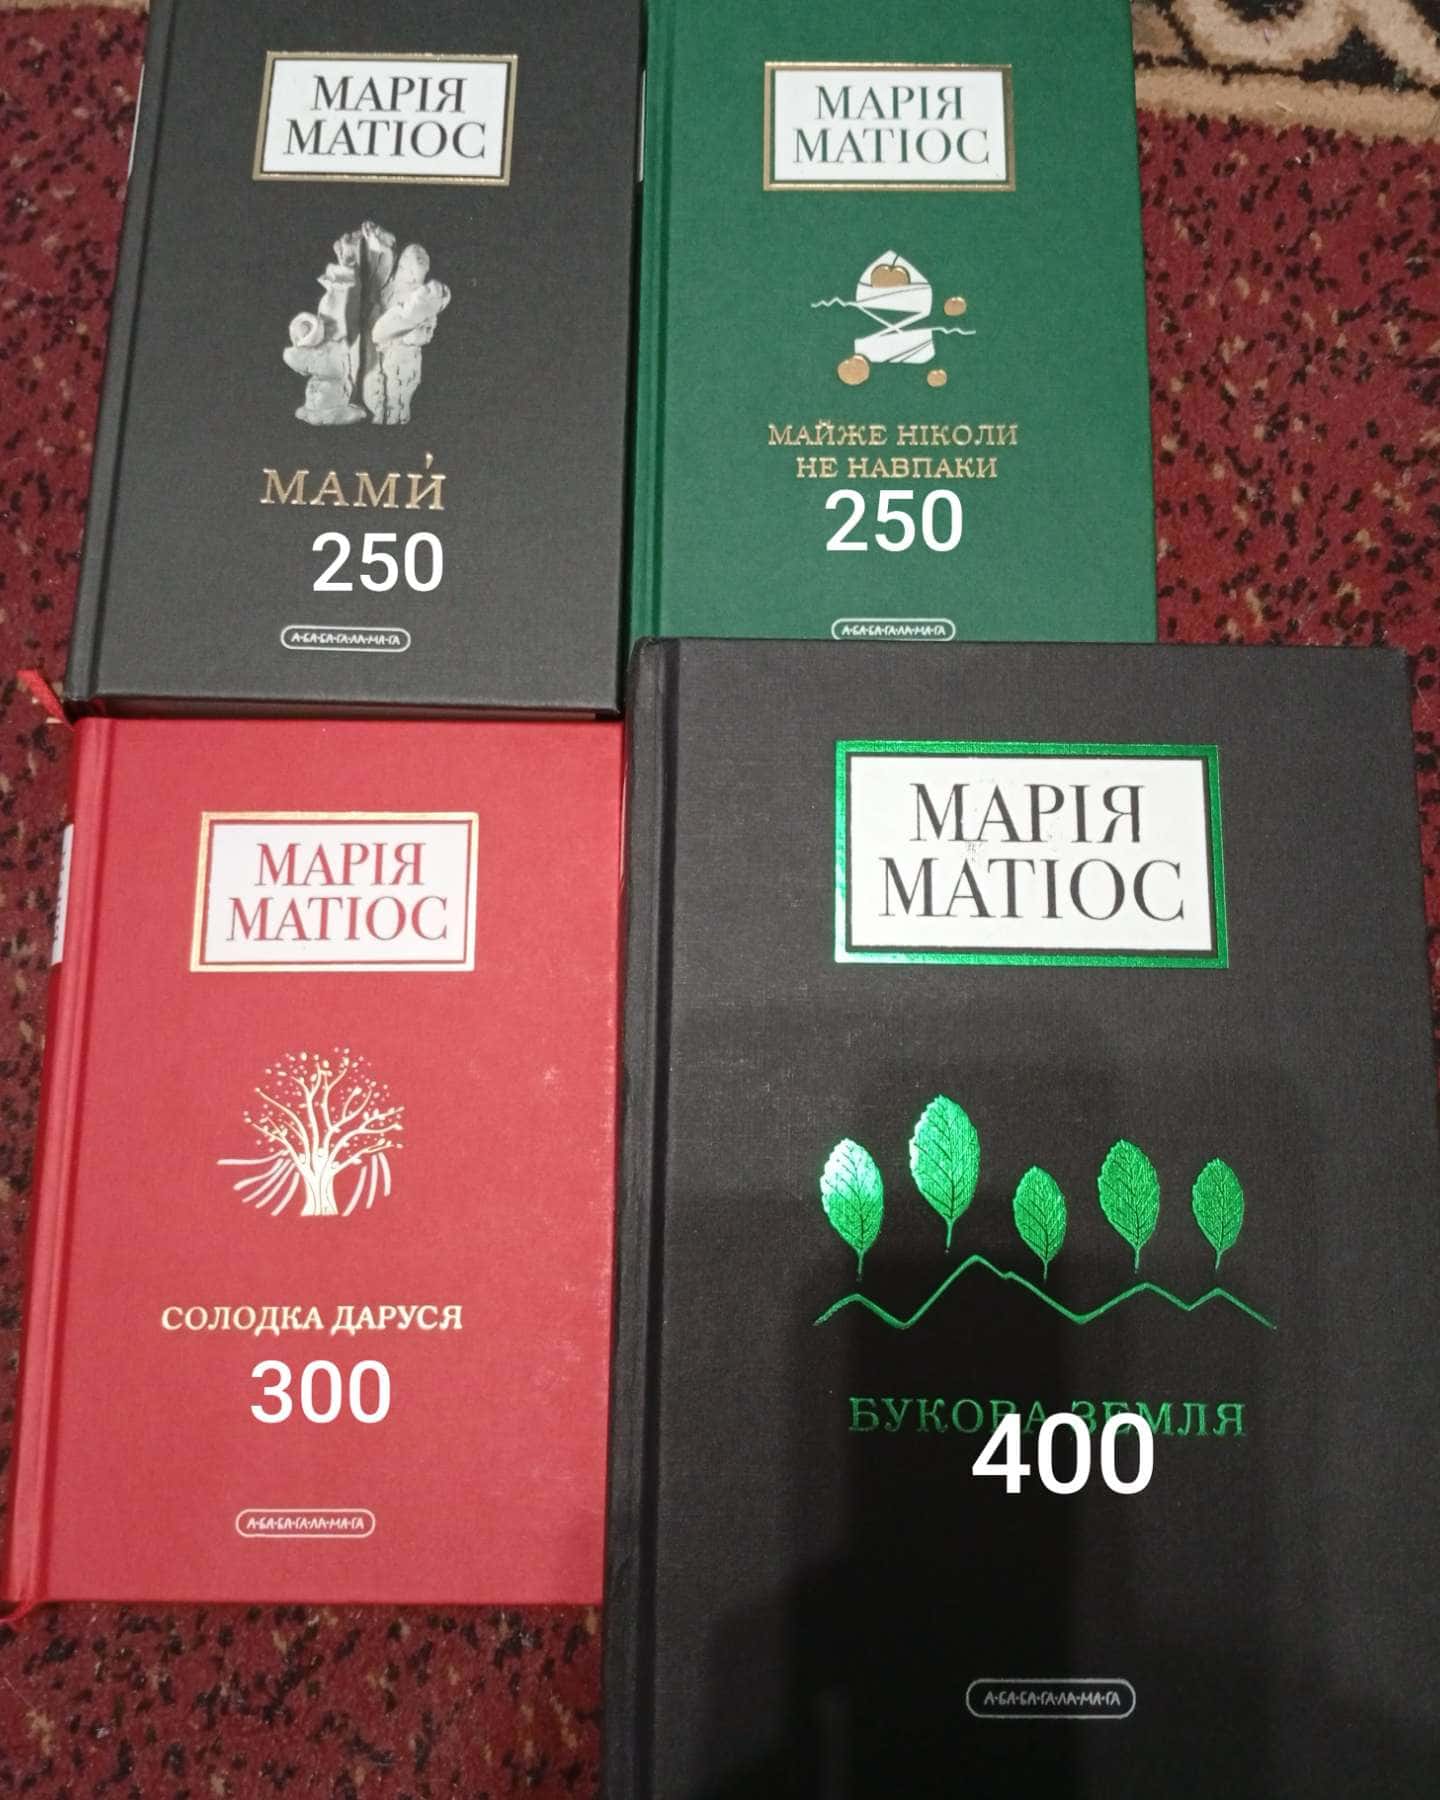 МАРІЯ
МАТІОС
МАМИ́
250
А-БА-БА-ГА-ЛА-МА-ГА
МАРІЯ
МАТІОС
МАЙЖЕ НІКОЛИ
НЕ НАВПАКИ
250
А-БА-БА-ГА-ЛА-МА-ГА
МАРІЯ
МАТІОС
СОЛОДКА ДАРУСЯ
300
А-БА-БА-ГА-ЛА-МА-ГА
МАРІЯ
МАТІОС
БУКОВА ЗЕМЛЯ
400
А-БА-БА-ГА-ЛА-МА-ГА